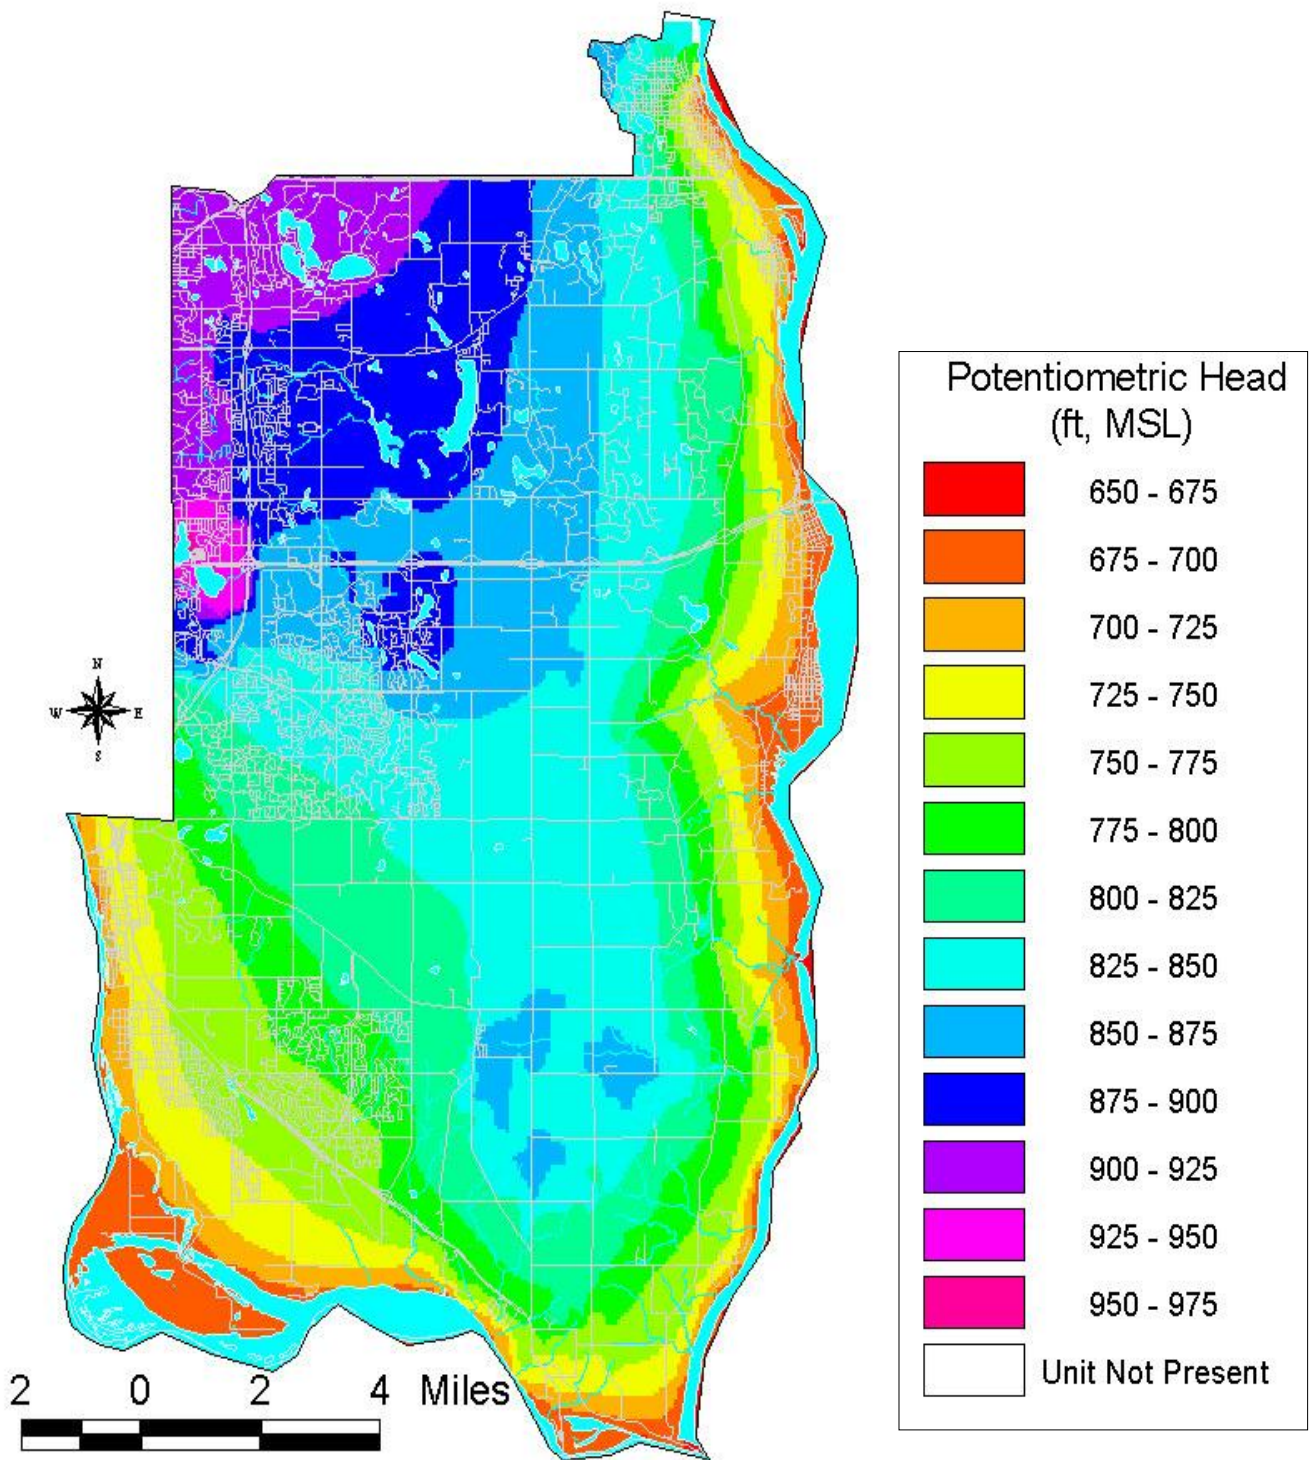 Potentiometric Head
(ft, MSL)
650 - 675
675 - 700
700 - 725
725 - 750
750 - 775
775 - 800
800 - 825
825 - 850
850 - 875
875 - 900
900 - 925
925 - 950
950 - 975
Unit Not Present
N
W E
S
2 0 2 4 Miles